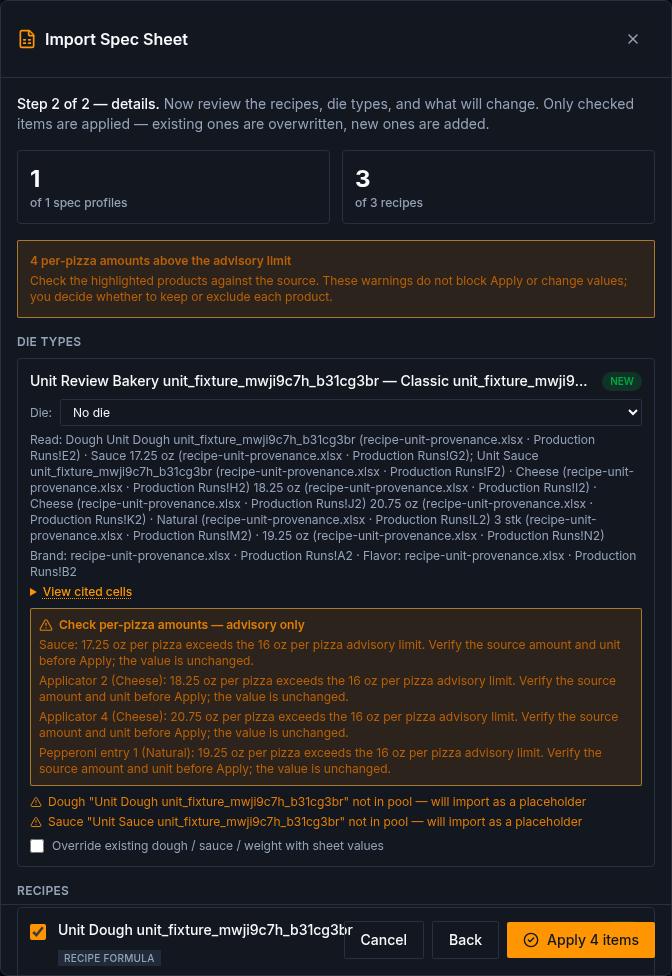 Import Spec Sheet
Step 2 of 2 — details. Now review the recipes, die types, and what will change. Only checked
items are applied — existing ones are overwritten, new ones are added.
1
of 1 spec profiles
3
of 3 recipes
4 per-pizza amounts above the advisory limit
Check the highlighted products against the source. These warnings do not block Apply or change values;
you decide whether to keep or exclude each product.
DIE TYPES
Unit Review Bakery unit_fixture_mwji9c7h_b31cg3br — Classic unit_fixture_mwji9...
NEW
Die:
No die
Read: Dough Unit Dough unit_fixture_mwji9c7h_b31cg3br (recipe-unit-provenance.xlsx · Production
Runs!E2) · Sauce 17.25 oz (recipe-unit-provenance.xlsx · Production Runs!G2); Unit Sauce
unit_fixture_mwji9c7h_b31cg3br (recipe-unit-provenance.xlsx · Production Runs!F2) · Cheese (recipe-unit-
provenance.xlsx · Production Runs!H2) 18.25 oz (recipe-unit-provenance.xlsx · Production Runs!I2) ·
Cheese (recipe-unit-provenance.xlsx · Production Runs!J2) 20.75 oz (recipe-unit-provenance.xlsx ·
Production Runs!K2) · Natural (recipe-unit-provenance.xlsx · Production Runs!L2) 3 stk (recipe-unit-
provenance.xlsx · Production Runs!M2) · 19.25 oz (recipe-unit-provenance.xlsx · Production Runs!N2)
Brand: recipe-unit-provenance.xlsx · Production Runs!A2 · Flavor: recipe-unit-provenance.xlsx · Production
Runs!B2
View cited cells
Check per-pizza amounts — advisory only
Sauce: 17.25 oz per pizza exceeds the 16 oz per pizza advisory limit. Verify the source amount and unit
before Apply; the value is unchanged.
Applicator 2 (Cheese): 18.25 oz per pizza exceeds the 16 oz per pizza advisory limit. Verify the source
amount and unit before Apply; the value is unchanged.
Applicator 4 (Cheese): 20.75 oz per pizza exceeds the 16 oz per pizza advisory limit. Verify the source
amount and unit before Apply; the value is unchanged.
Pepperoni entry 1 (Natural): 19.25 oz per pizza exceeds the 16 oz per pizza advisory limit. Verify the
source amount and unit before Apply; the value is unchanged.
Dough "Unit Dough unit_fixture_mwji9c7h_b31cg3br" not in pool — will import as a placeholder
Sauce "Unit Sauce unit_fixture_mwji9c7h_b31cg3br" not in pool — will import as a placeholder
Override existing dough / sauce / weight with sheet values
RECIPES
Unit Dough unit_fixture_mwji9c7h_b31cg3br
RECIPE FORMULA
Cancel
Back
Apply 4 items